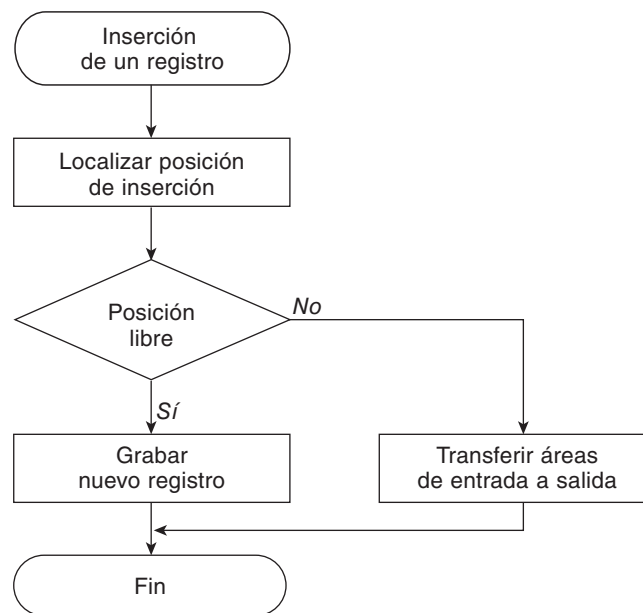 Inserción
de un registro
Localizar posición
de inserción
Posición
libre
No
Sí
Grabar
nuevo registro
Transferir áreas
de entrada a salida
Fin